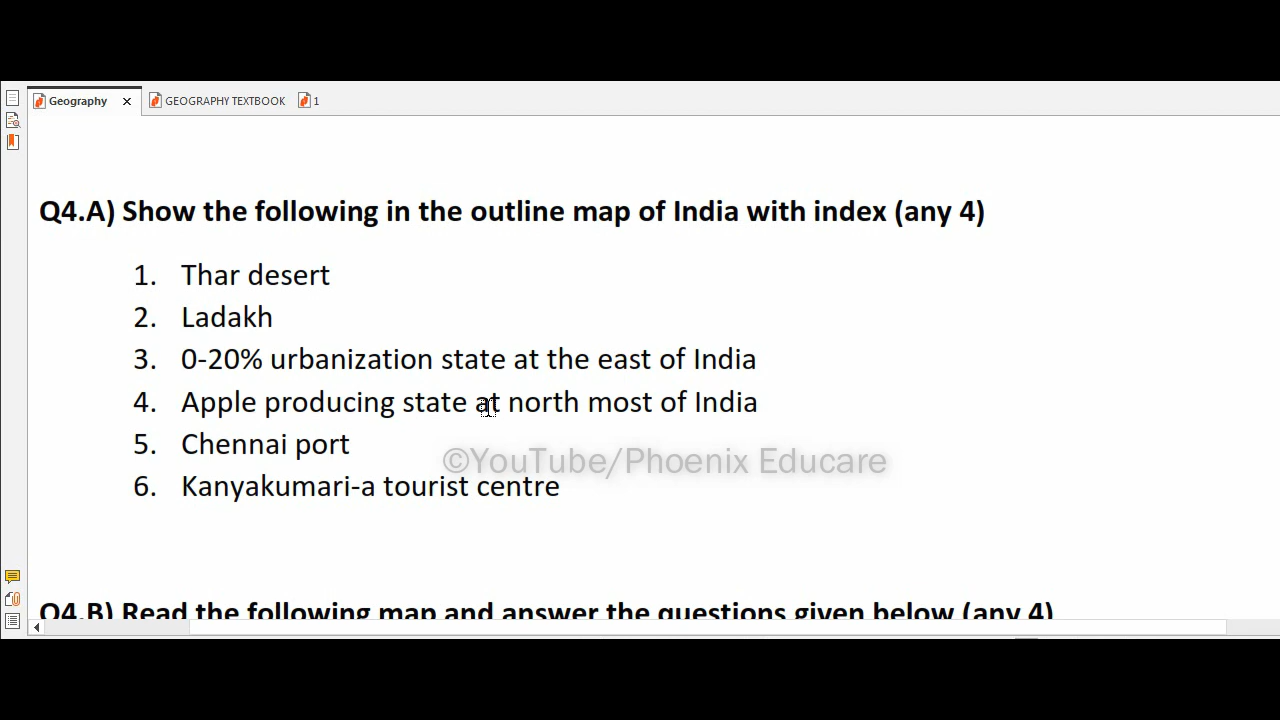 Geography
GEOGRAPHY TEXTBOOK
1
Q4.A) Show the following in the outline map of India with index (any 4)
1. Thar desert
2. Ladakh
3. 0-20% urbanization state at the east of India
4. Apple producing state at north most of India
5. Chennai port
©YouTube/Phoenix Educare
6. Kanyakumari-a tourist centre
Q4.B) Read the following map and answer the questions given below (any 4)